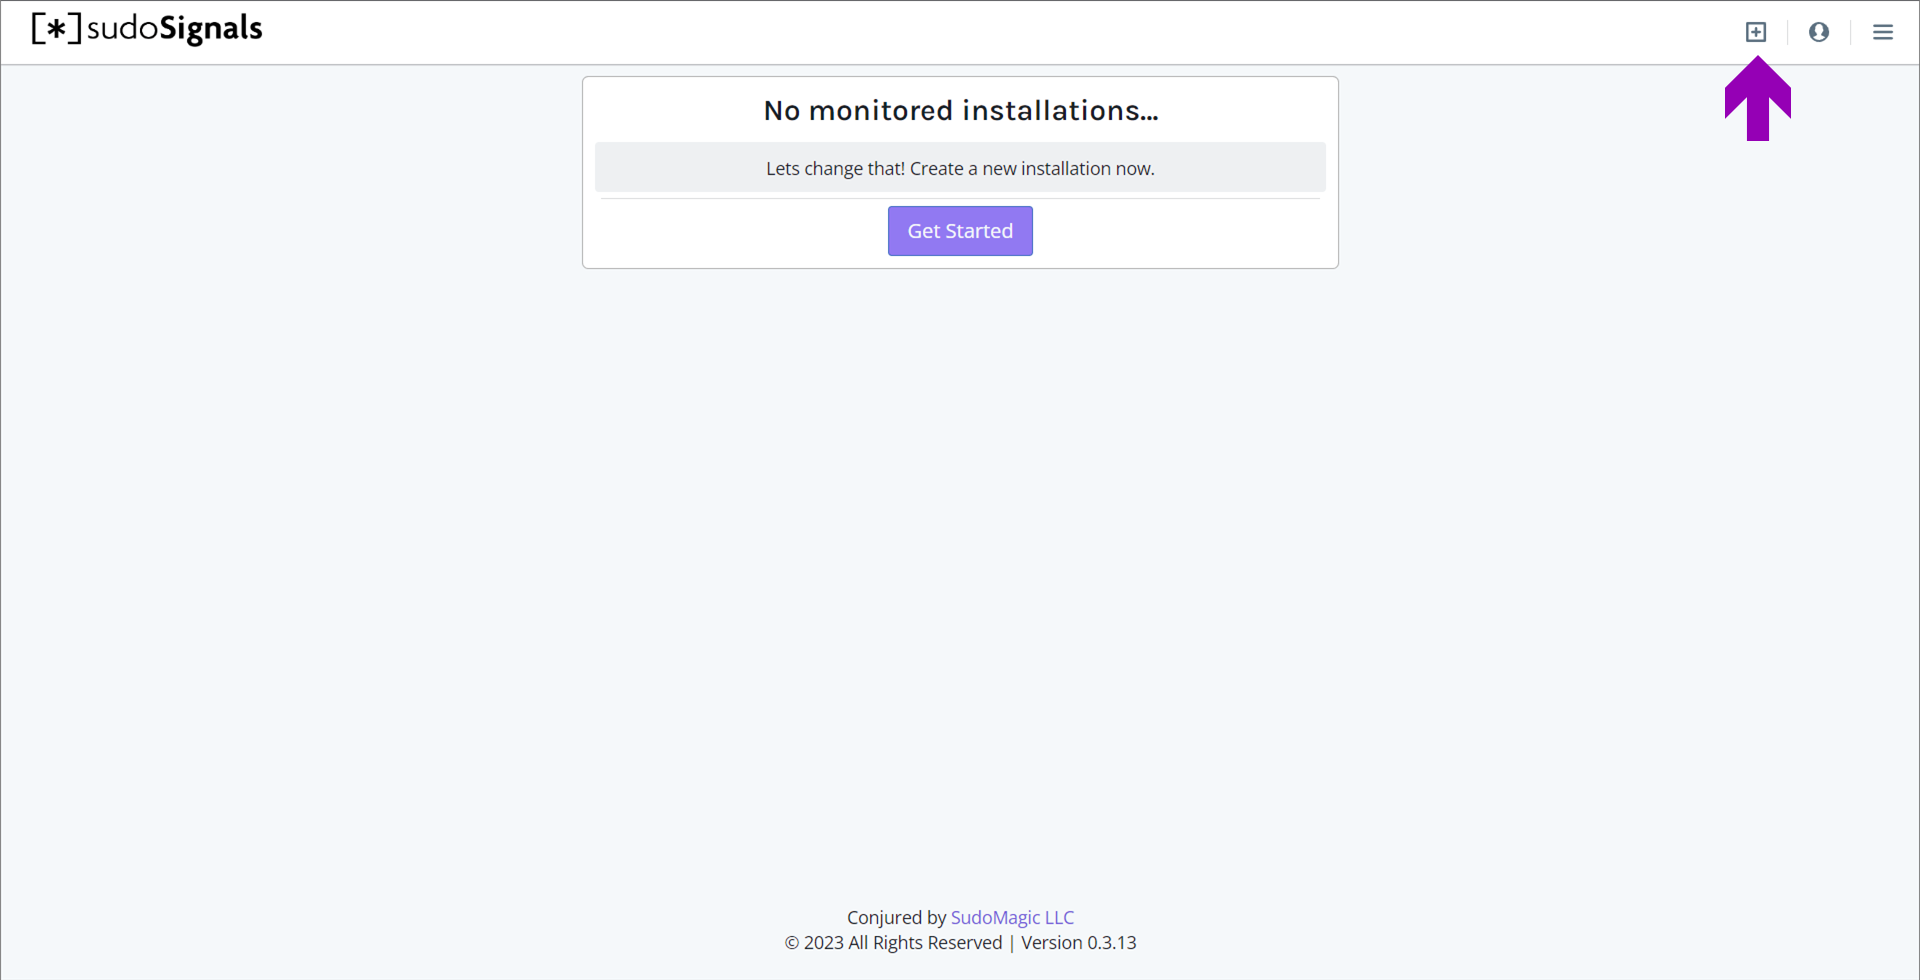 [*]sudoSignals
No monitored installations...
Lets change that! Create a new installation now.
Get Started
Conjured by SudoMagic LLC
© 2023 All Rights Reserved | Version 0.3.13